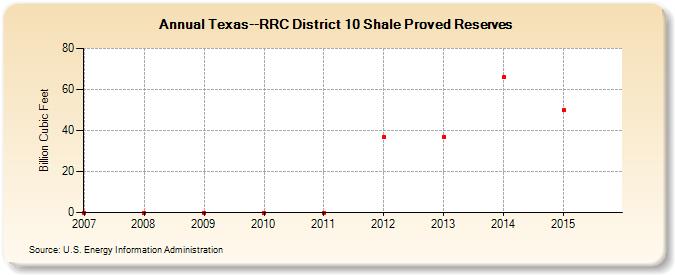 Annual Texas--RRC District 10 Shale Proved Reserves
Billion Cubic Feet
80
60
40
20
0
2007 2008 2009 2010 2011 2012 2013 2014 2015
Source: U.S. Energy Information Administration